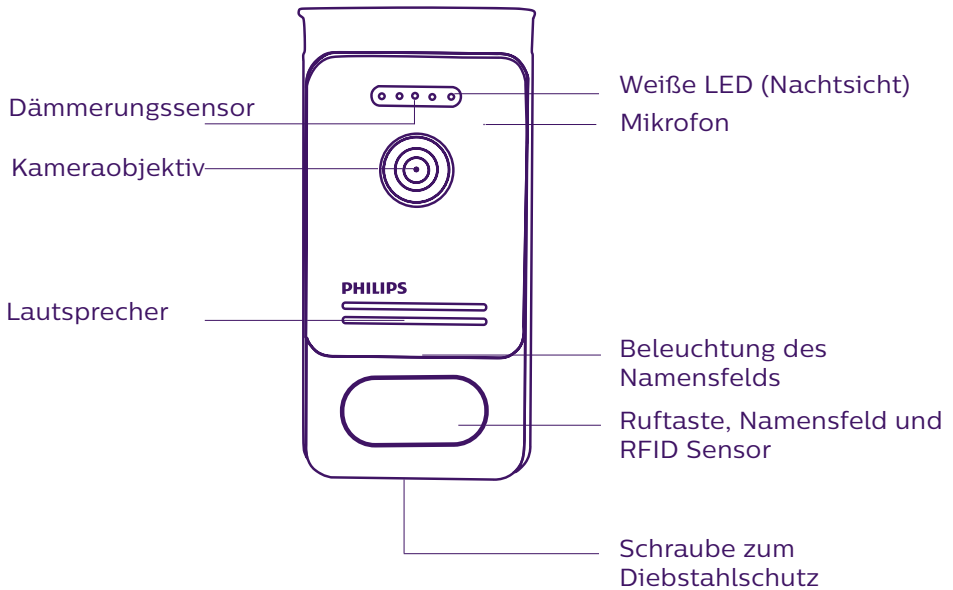 Dämmerungssensor
Kameraobjektiv
Lautsprecher
PHILIPS
Weiße LED (Nachtsicht)
Mikrofon
Beleuchtung des
Namensfelds
Ruftaste, Namensfeld und
RFID Sensor
Schraube zum
Diebstahlschutz